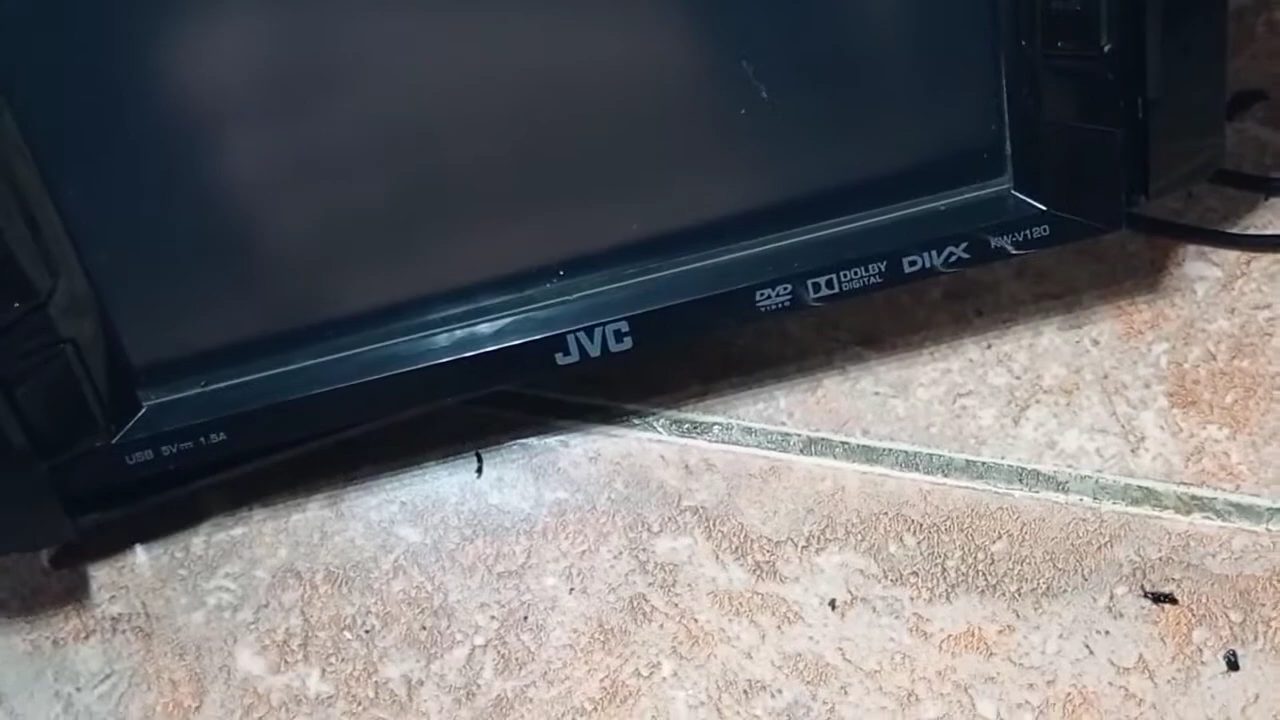 JVC
DVD
VIDEO
DOLBY
DIGITAL
DIVX
KW-V120
USB 5V⎓ 1.5A